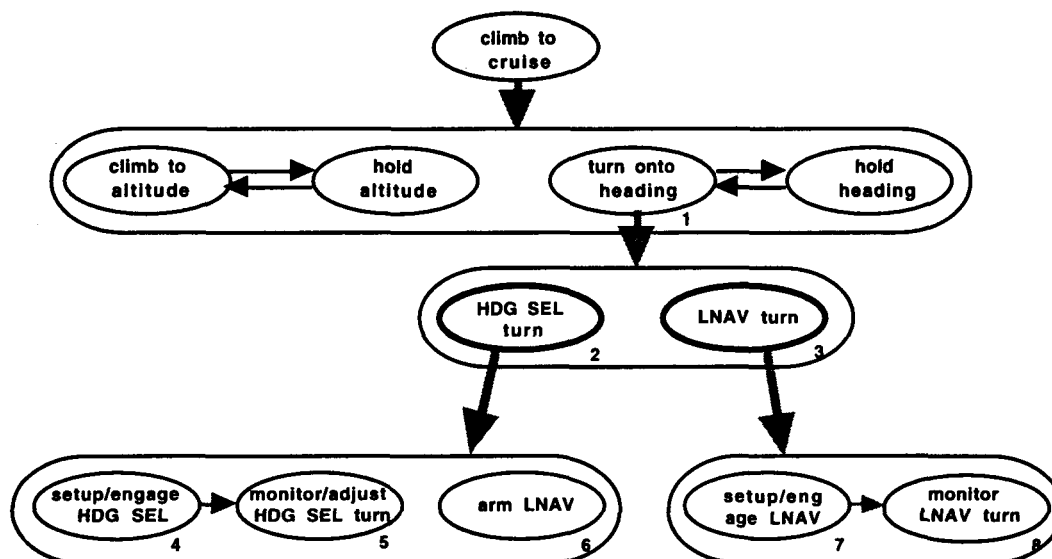 climb to
cruise
climb to
altitude
hold
altitude
turn onto
heading
hold
heading
1
HDG SEL
turn
2
LNAV turn
3
setup/engage
HDG SEL
4
monitor/adjust
HDG SEL turn
5
arm LNAV
6
setup/eng
age LNAV
7
monitor
LNAV turn
8